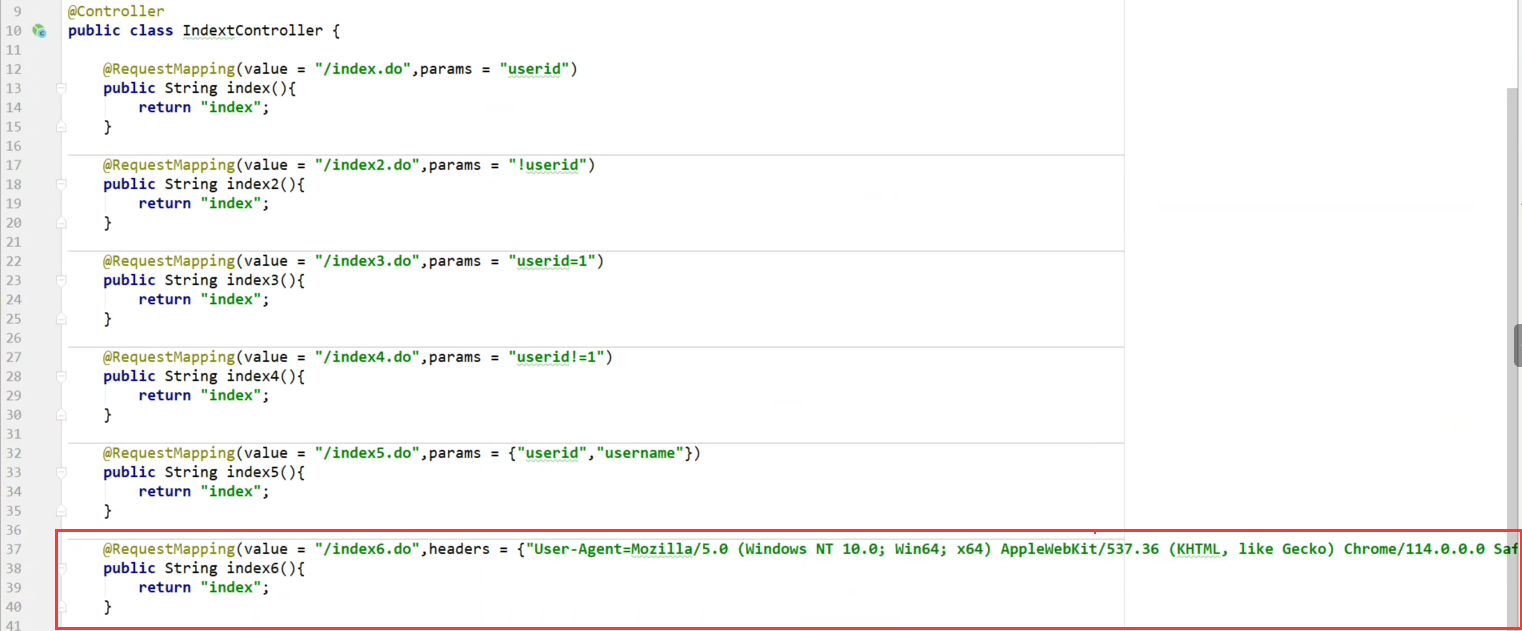 9 @Controller
10 public class IndextController {
11
12 @RequestMapping(value = "/index.do",params = "userid")
13 public String index(){
14 return "index";
15 }
16
17 @RequestMapping(value = "/index2.do",params = "!userid")
18 public String index2(){
19 return "index";
20 }
21
22 @RequestMapping(value = "/index3.do",params = "userid=1")
23 public String index3(){
24 return "index";
25 }
26
27 @RequestMapping(value = "/index4.do",params = "userid!=1")
28 public String index4(){
29 return "index";
30 }
31
32 @RequestMapping(value = "/index5.do",params = {"userid","username"})
33 public String index5(){
34 return "index";
35 }
36
37 @RequestMapping(value = "/index6.do",headers = {"User-Agent=Mozilla/5.0 (Windows NT 10.0; Win64; x64) AppleWebKit/537.36 (KHTML, like Gecko) Chrome/114.0.0.0 Saf
38 public String index6(){
39 return "index";
40 }
41